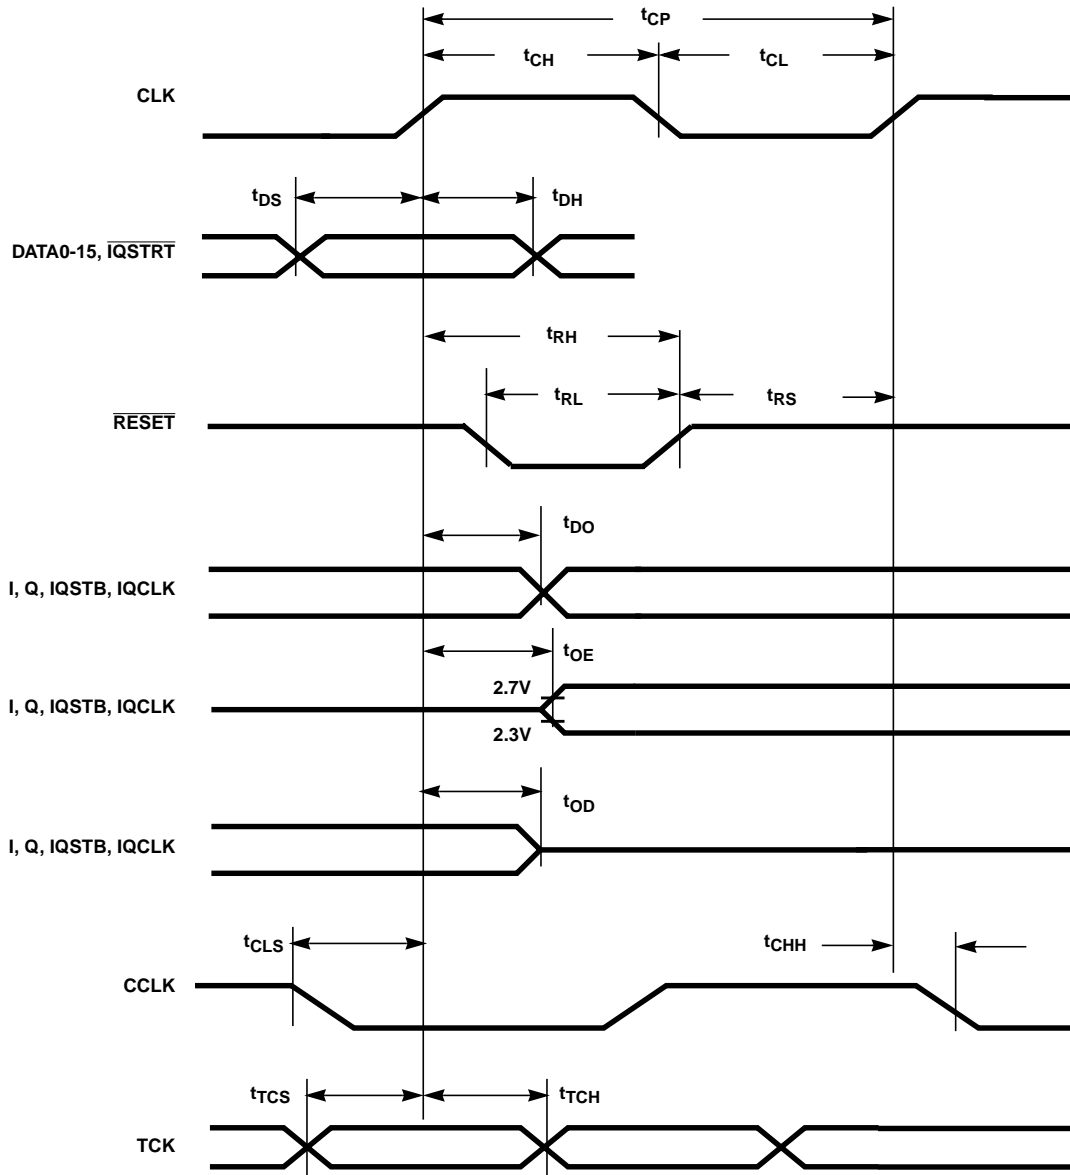 tCP
tCH
tCL
CLK
tDS
tDH
DATA0-15, IQSTRT
tRH
tRL
tRS
RESET
tDO
I, Q, IQSTB, IQCLK
tOE
2.7V
I, Q, IQSTB, IQCLK
2.3V
tOD
I, Q, IQSTB, IQCLK
tCLS
tCHH
CCLK
tTCS
tTCH
TCK